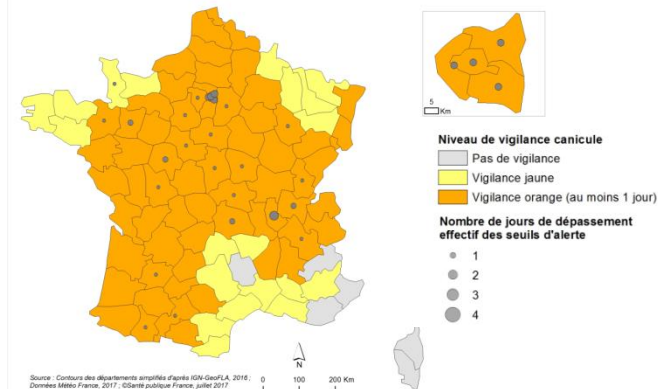 5
Km
Niveau de vigilance canicule
Pas de vigilance
Vigilance jaune
Vigilance orange (au moins 1 jour)
Nombre de jours de dépassement
effectif des seuils d'alerte
1
2
3
4
N
0 100 200 Km
Source : Contours des départements simplifiés d'après IGN-GeoFLA, 2016 ;
Données Météo France, 2017 ; ©Santé publique France, juillet 2017